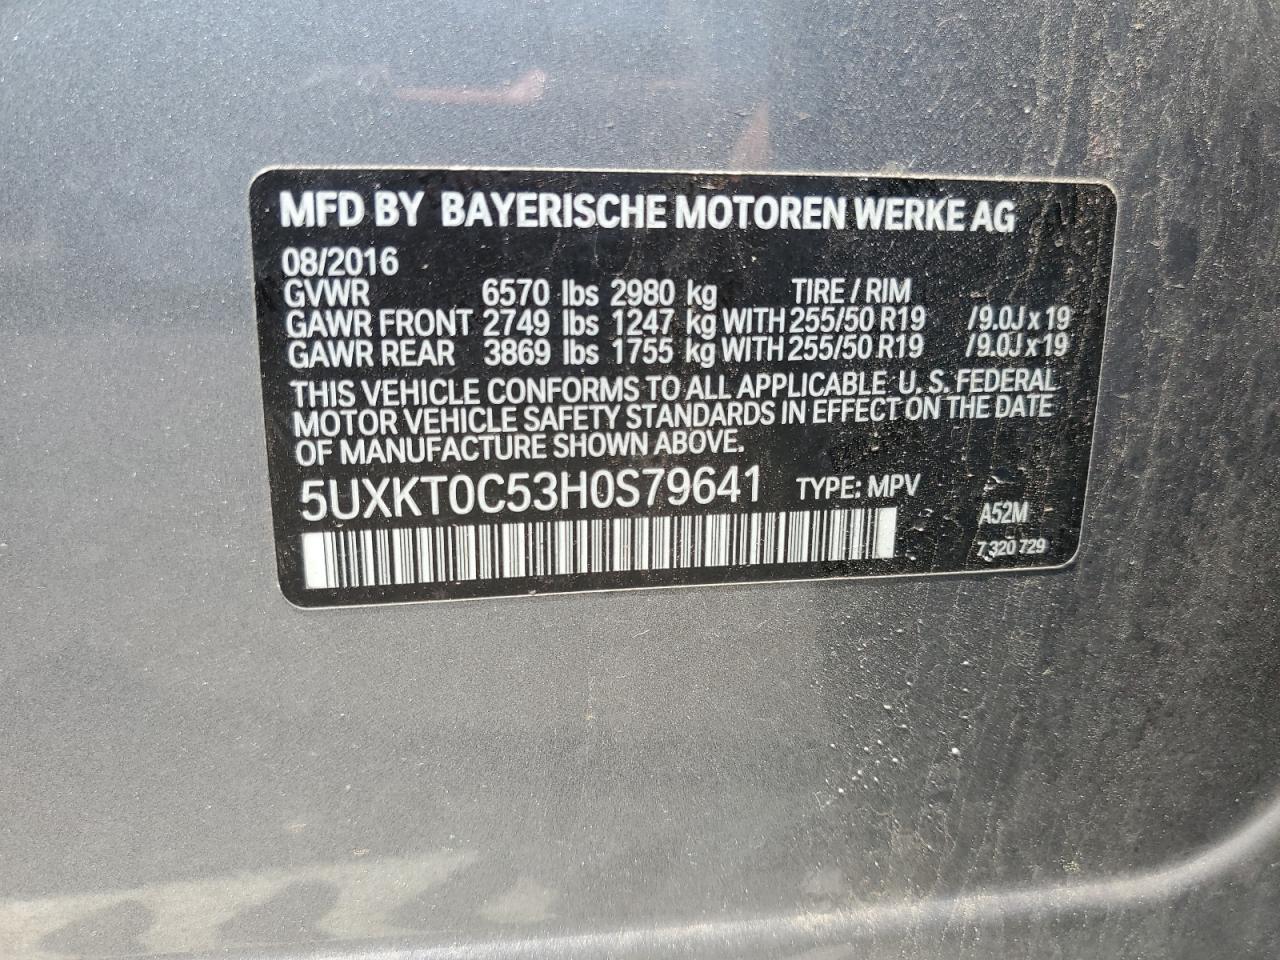 MFD BY BAYERISCHE MOTOREN WERKE AG
08/2016
GVWR 6570 lbs 2980 kg TIRE / RIM
GAWR FRONT 2749 lbs 1247 kg WITH 255/50 R19 /9.0J x 19
GAWR REAR 3869 lbs 1755 kg WITH 255/50 R19 /9.0J x 19
THIS VEHICLE CONFORMS TO ALL APPLICABLE U. S. FEDERAL
MOTOR VEHICLE SAFETY STANDARDS IN EFFECT ON THE DATE
OF MANUFACTURE SHOWN ABOVE.
5UXKT0C53H0S79641 TYPE: MPV
A52M
7 320 729